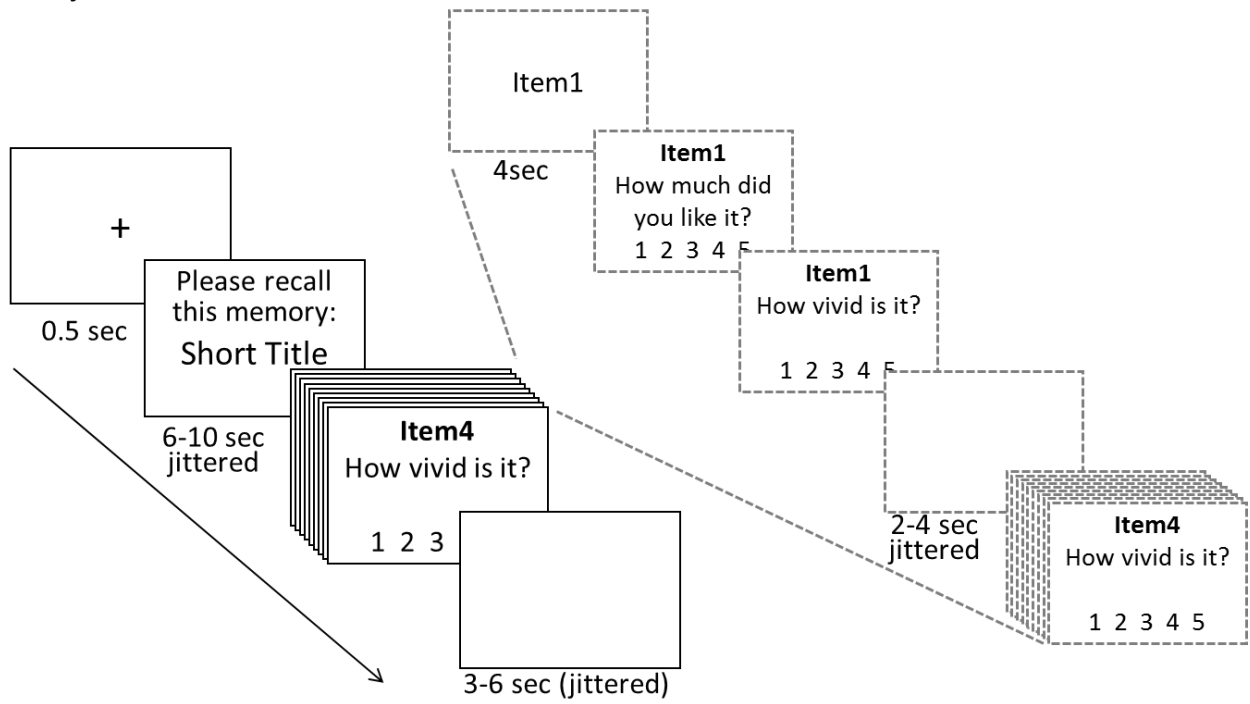 +
0.5 sec
Please recall
this memory:
Short Title
6-10 sec
jittered
Item4
How vivid is it?
1 2 3
3-6 sec (jittered)
Item1
4sec
Item1
How much did
you like it?
1 2 3 4 5
Item1
How vivid is it?
1 2 3 4 5
2-4 sec
jittered
Item4
How vivid is it?
1 2 3 4 5